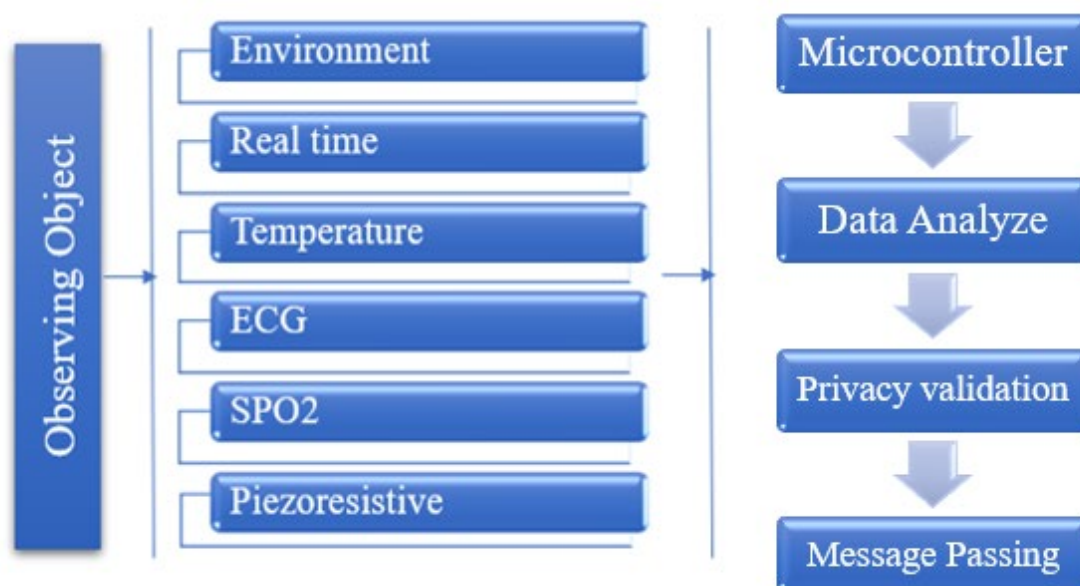 Observing Object
Environment
Real time
Temperature
ECG
SPO2
Piezoresistive
Microcontroller
Data Analyze
Privacy validation
Message Passing